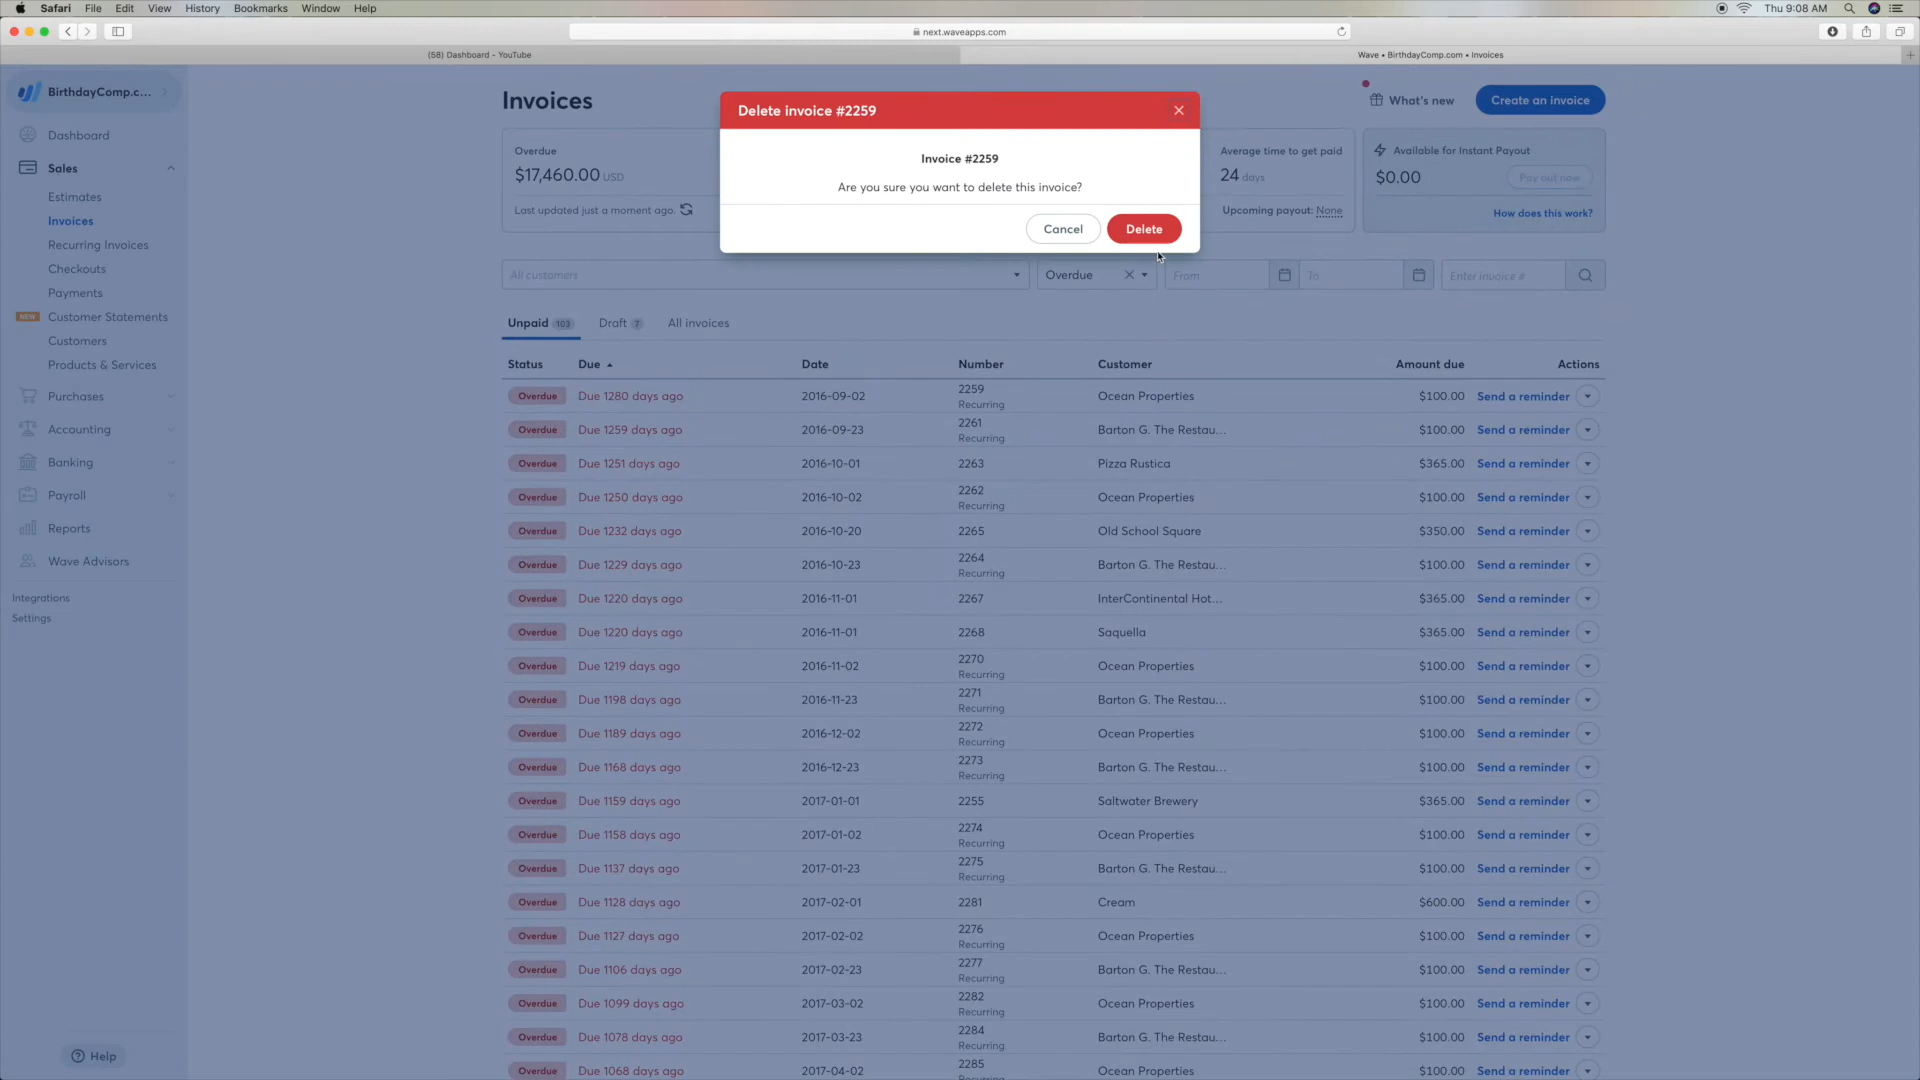 Safari File Edit View History Bookmarks Window Help Thu 9:08 AM
next.waveapps.com
(58) Dashboard - YouTube Wave • BirthdayComp.com • Invoices
BirthdayComp.c...
Dashboard
Sales
Estimates
Invoices
Recurring Invoices
Checkouts
Payments
NEW Customer Statements
Customers
Products & Services
Purchases
Accounting
Banking
Payroll
Reports
Wave Advisors
Integrations
Settings
Help
Invoices
What's new
Create an invoice
Overdue
$17,460.00 USD
Last updated just a moment ago.
Average time to get paid
24 days
Upcoming payout: None
Available for Instant Payout
$0.00 Pay out now
How does this work?
Delete invoice #2259
Invoice #2259
Are you sure you want to delete this invoice?
Cancel Delete
All customers Overdue From To Enter invoice #
Unpaid 103 Draft 7 All invoices
Status Due Date Number Customer Amount due Actions
Overdue Due 1280 days ago 2016-09-02 2259 Recurring Ocean Properties $100.00 Send a reminder
Overdue Due 1259 days ago 2016-09-23 2261 Recurring Barton G. The Restau... $100.00 Send a reminder
Overdue Due 1251 days ago 2016-10-01 2263 Pizza Rustica $365.00 Send a reminder
Overdue Due 1250 days ago 2016-10-02 2262 Recurring Ocean Properties $100.00 Send a reminder
Overdue Due 1232 days ago 2016-10-20 2265 Old School Square $350.00 Send a reminder
Overdue Due 1229 days ago 2016-10-23 2264 Recurring Barton G. The Restau... $100.00 Send a reminder
Overdue Due 1220 days ago 2016-11-01 2267 InterContinental Hot... $365.00 Send a reminder
Overdue Due 1220 days ago 2016-11-01 2268 Saquella $365.00 Send a reminder
Overdue Due 1219 days ago 2016-11-02 2270 Recurring Ocean Properties $100.00 Send a reminder
Overdue Due 1198 days ago 2016-11-23 2271 Recurring Barton G. The Restau... $100.00 Send a reminder
Overdue Due 1189 days ago 2016-12-02 2272 Recurring Ocean Properties $100.00 Send a reminder
Overdue Due 1168 days ago 2016-12-23 2273 Recurring Barton G. The Restau... $100.00 Send a reminder
Overdue Due 1159 days ago 2017-01-01 2255 Saltwater Brewery $365.00 Send a reminder
Overdue Due 1158 days ago 2017-01-02 2274 Recurring Ocean Properties $100.00 Send a reminder
Overdue Due 1137 days ago 2017-01-23 2275 Recurring Barton G. The Restau... $100.00 Send a reminder
Overdue Due 1128 days ago 2017-02-01 2281 Cream $600.00 Send a reminder
Overdue Due 1127 days ago 2017-02-02 2276 Recurring Ocean Properties $100.00 Send a reminder
Overdue Due 1106 days ago 2017-02-23 2277 Recurring Barton G. The Restau... $100.00 Send a reminder
Overdue Due 1099 days ago 2017-03-02 2282 Recurring Ocean Properties $100.00 Send a reminder
Overdue Due 1078 days ago 2017-03-23 2284 Recurring Barton G. The Restau... $100.00 Send a reminder
Overdue Due 1068 days ago 2017-04-02 2285 Recurring Ocean Properties $100.00 Send a reminder